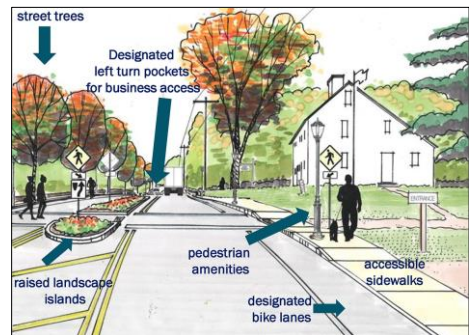 street trees
Designated
left turn pockets
for business access
ENTRANCE
raised landscape
islands
pedestrian
amenities
accessible
sidewalks
designated
bike lanes